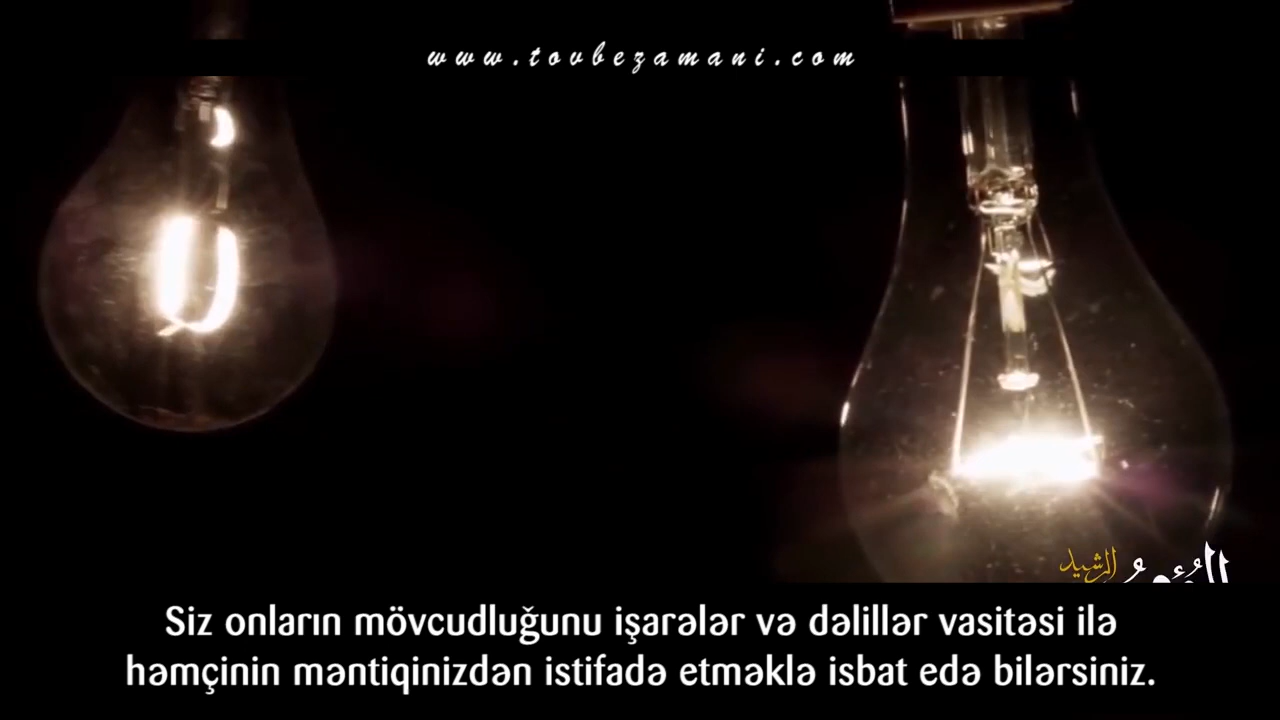 www.tovbezamani.com
الرشيد
Siz onların mövcudluğunu işarələr və dəlillər vasitəsi ilə
həmçinin məntiqinizdən istifadə etməklə isbat edə bilərsiniz.